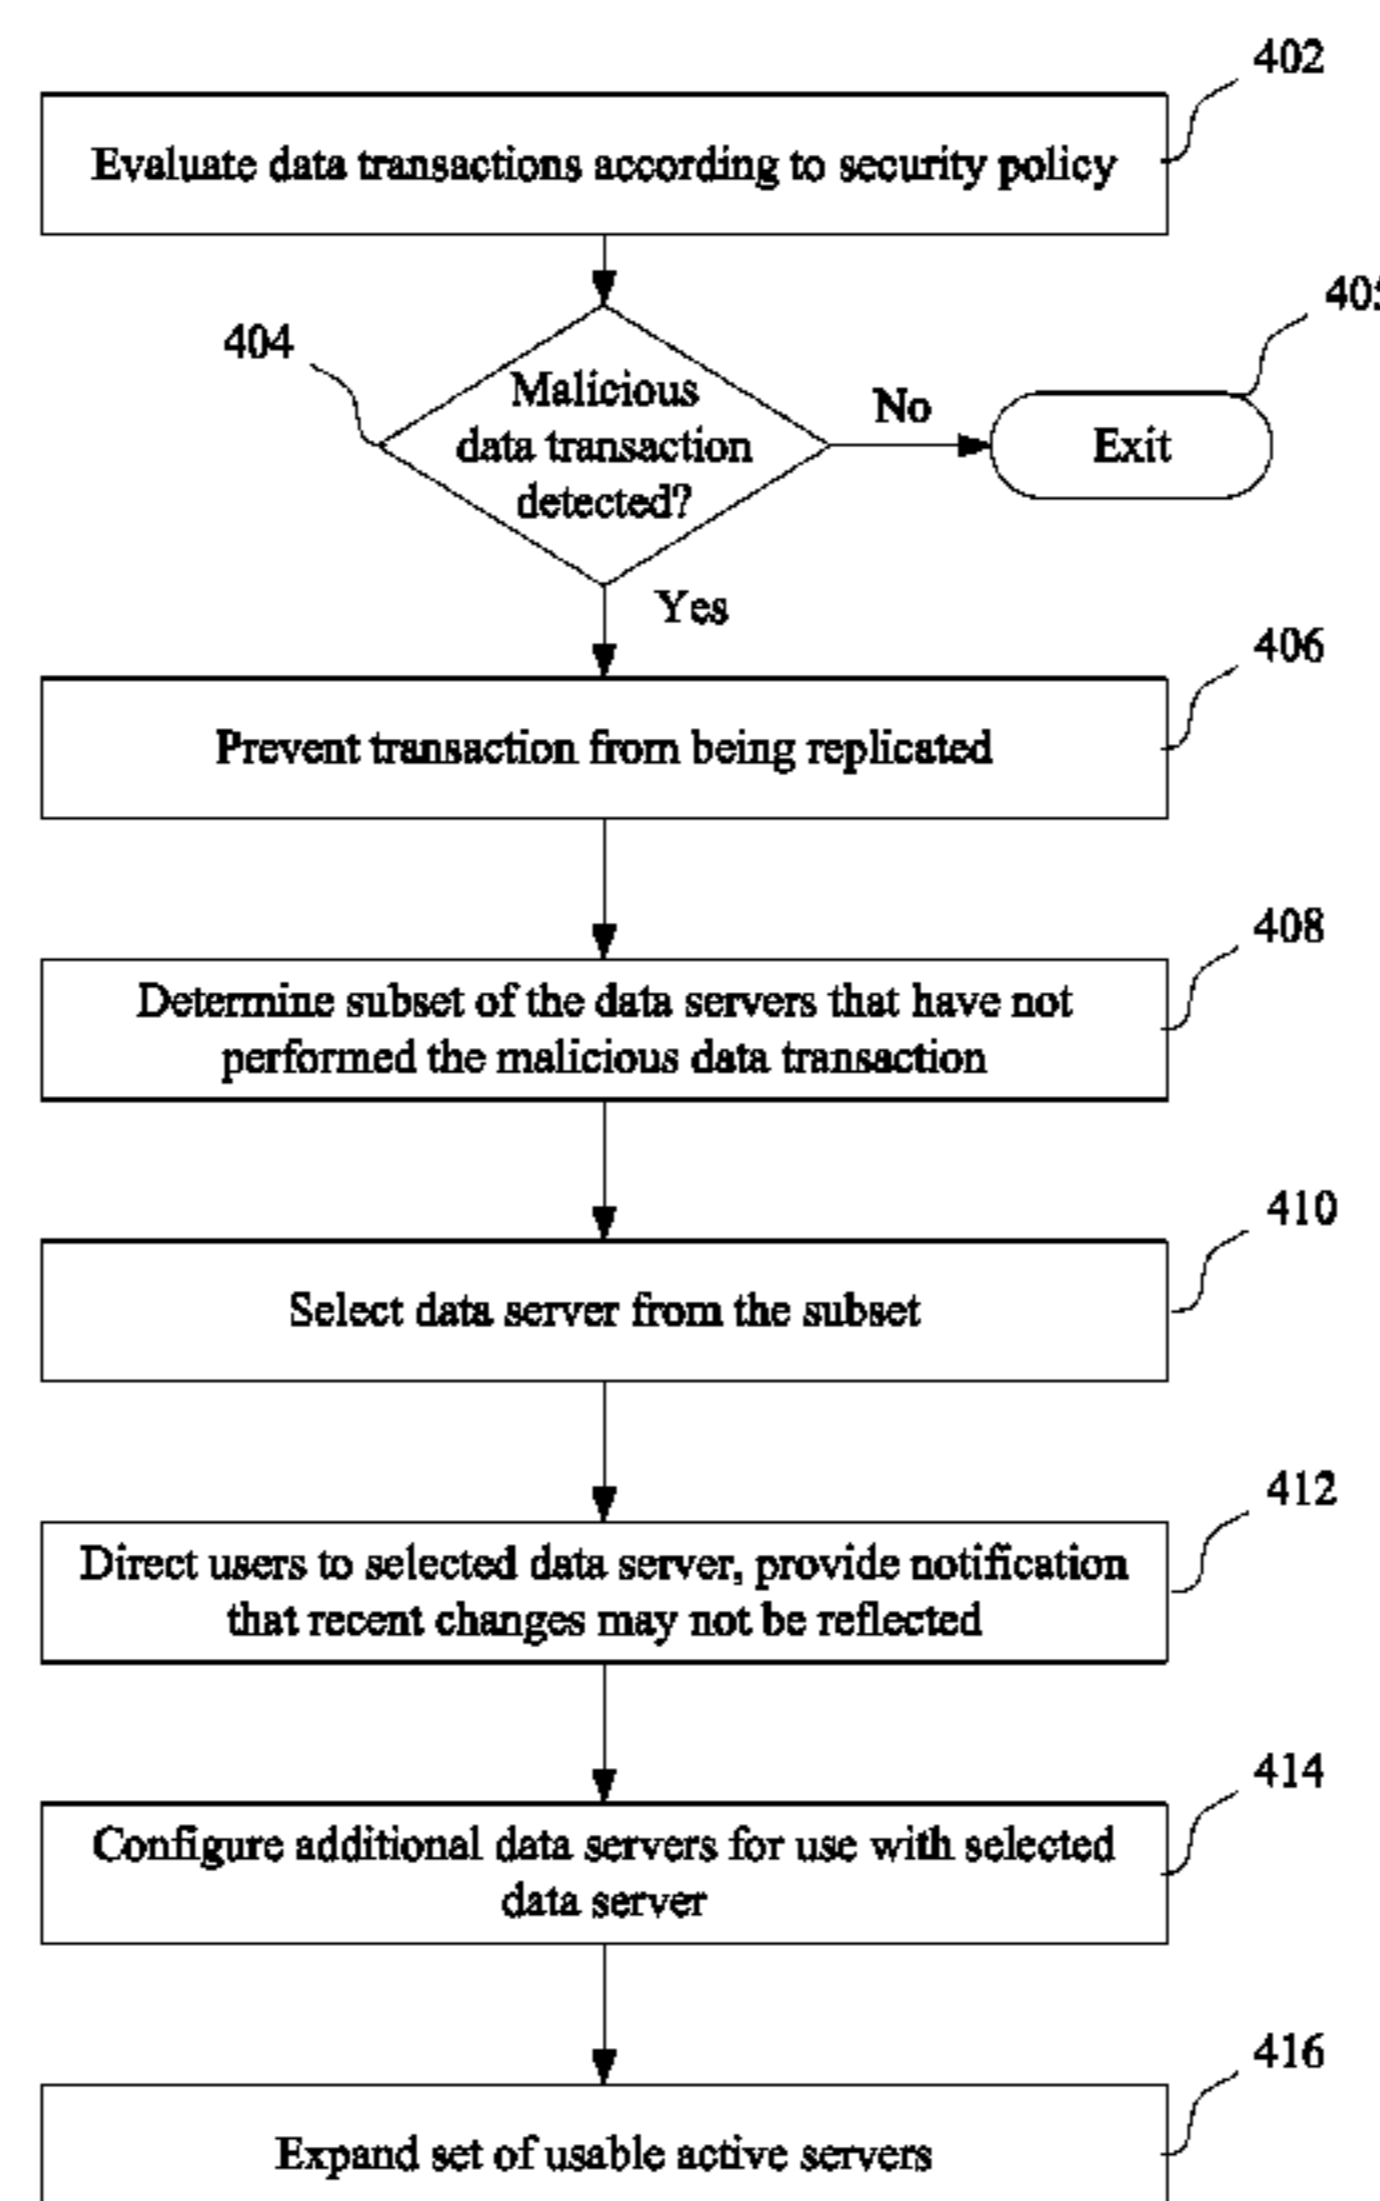 402
Evaluate data transactions according to security policy
405
404
Malicious
data transaction
detected?
No
Exit
Yes
406
Prevent transaction from being replicated
408
Determine subset of the data servers that have not
performed the malicious data transaction
410
Select data server from the subset
412
Direct users to selected data server, provide notification
that recent changes may not be reflected
414
Configure additional data servers for use with selected
data server
416
Expand set of usable active servers